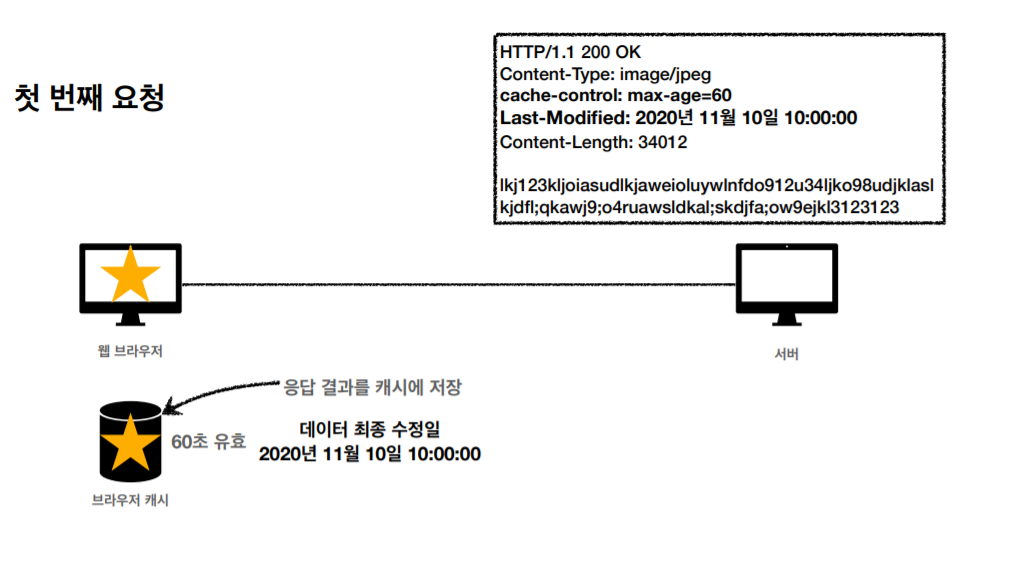 첫 번째 요청
HTTP/1.1 200 OK
Content-Type: image/jpeg
cache-control: max-age=60
Last-Modified: 2020년 11월 10일 10:00:00
Content-Length: 34012
lkj123kljoiasudlkjaweioluywlnfdo912u34ljko98udjklasl
kjdfl;qkawj9;o4ruawsldkal;skdjfa;ow9ejkl3123123
웹 브라우저
서버
응답 결과를 캐시에 저장
60초 유효
데이터 최종 수정일
2020년 11월 10일 10:00:00
브라우저 캐시